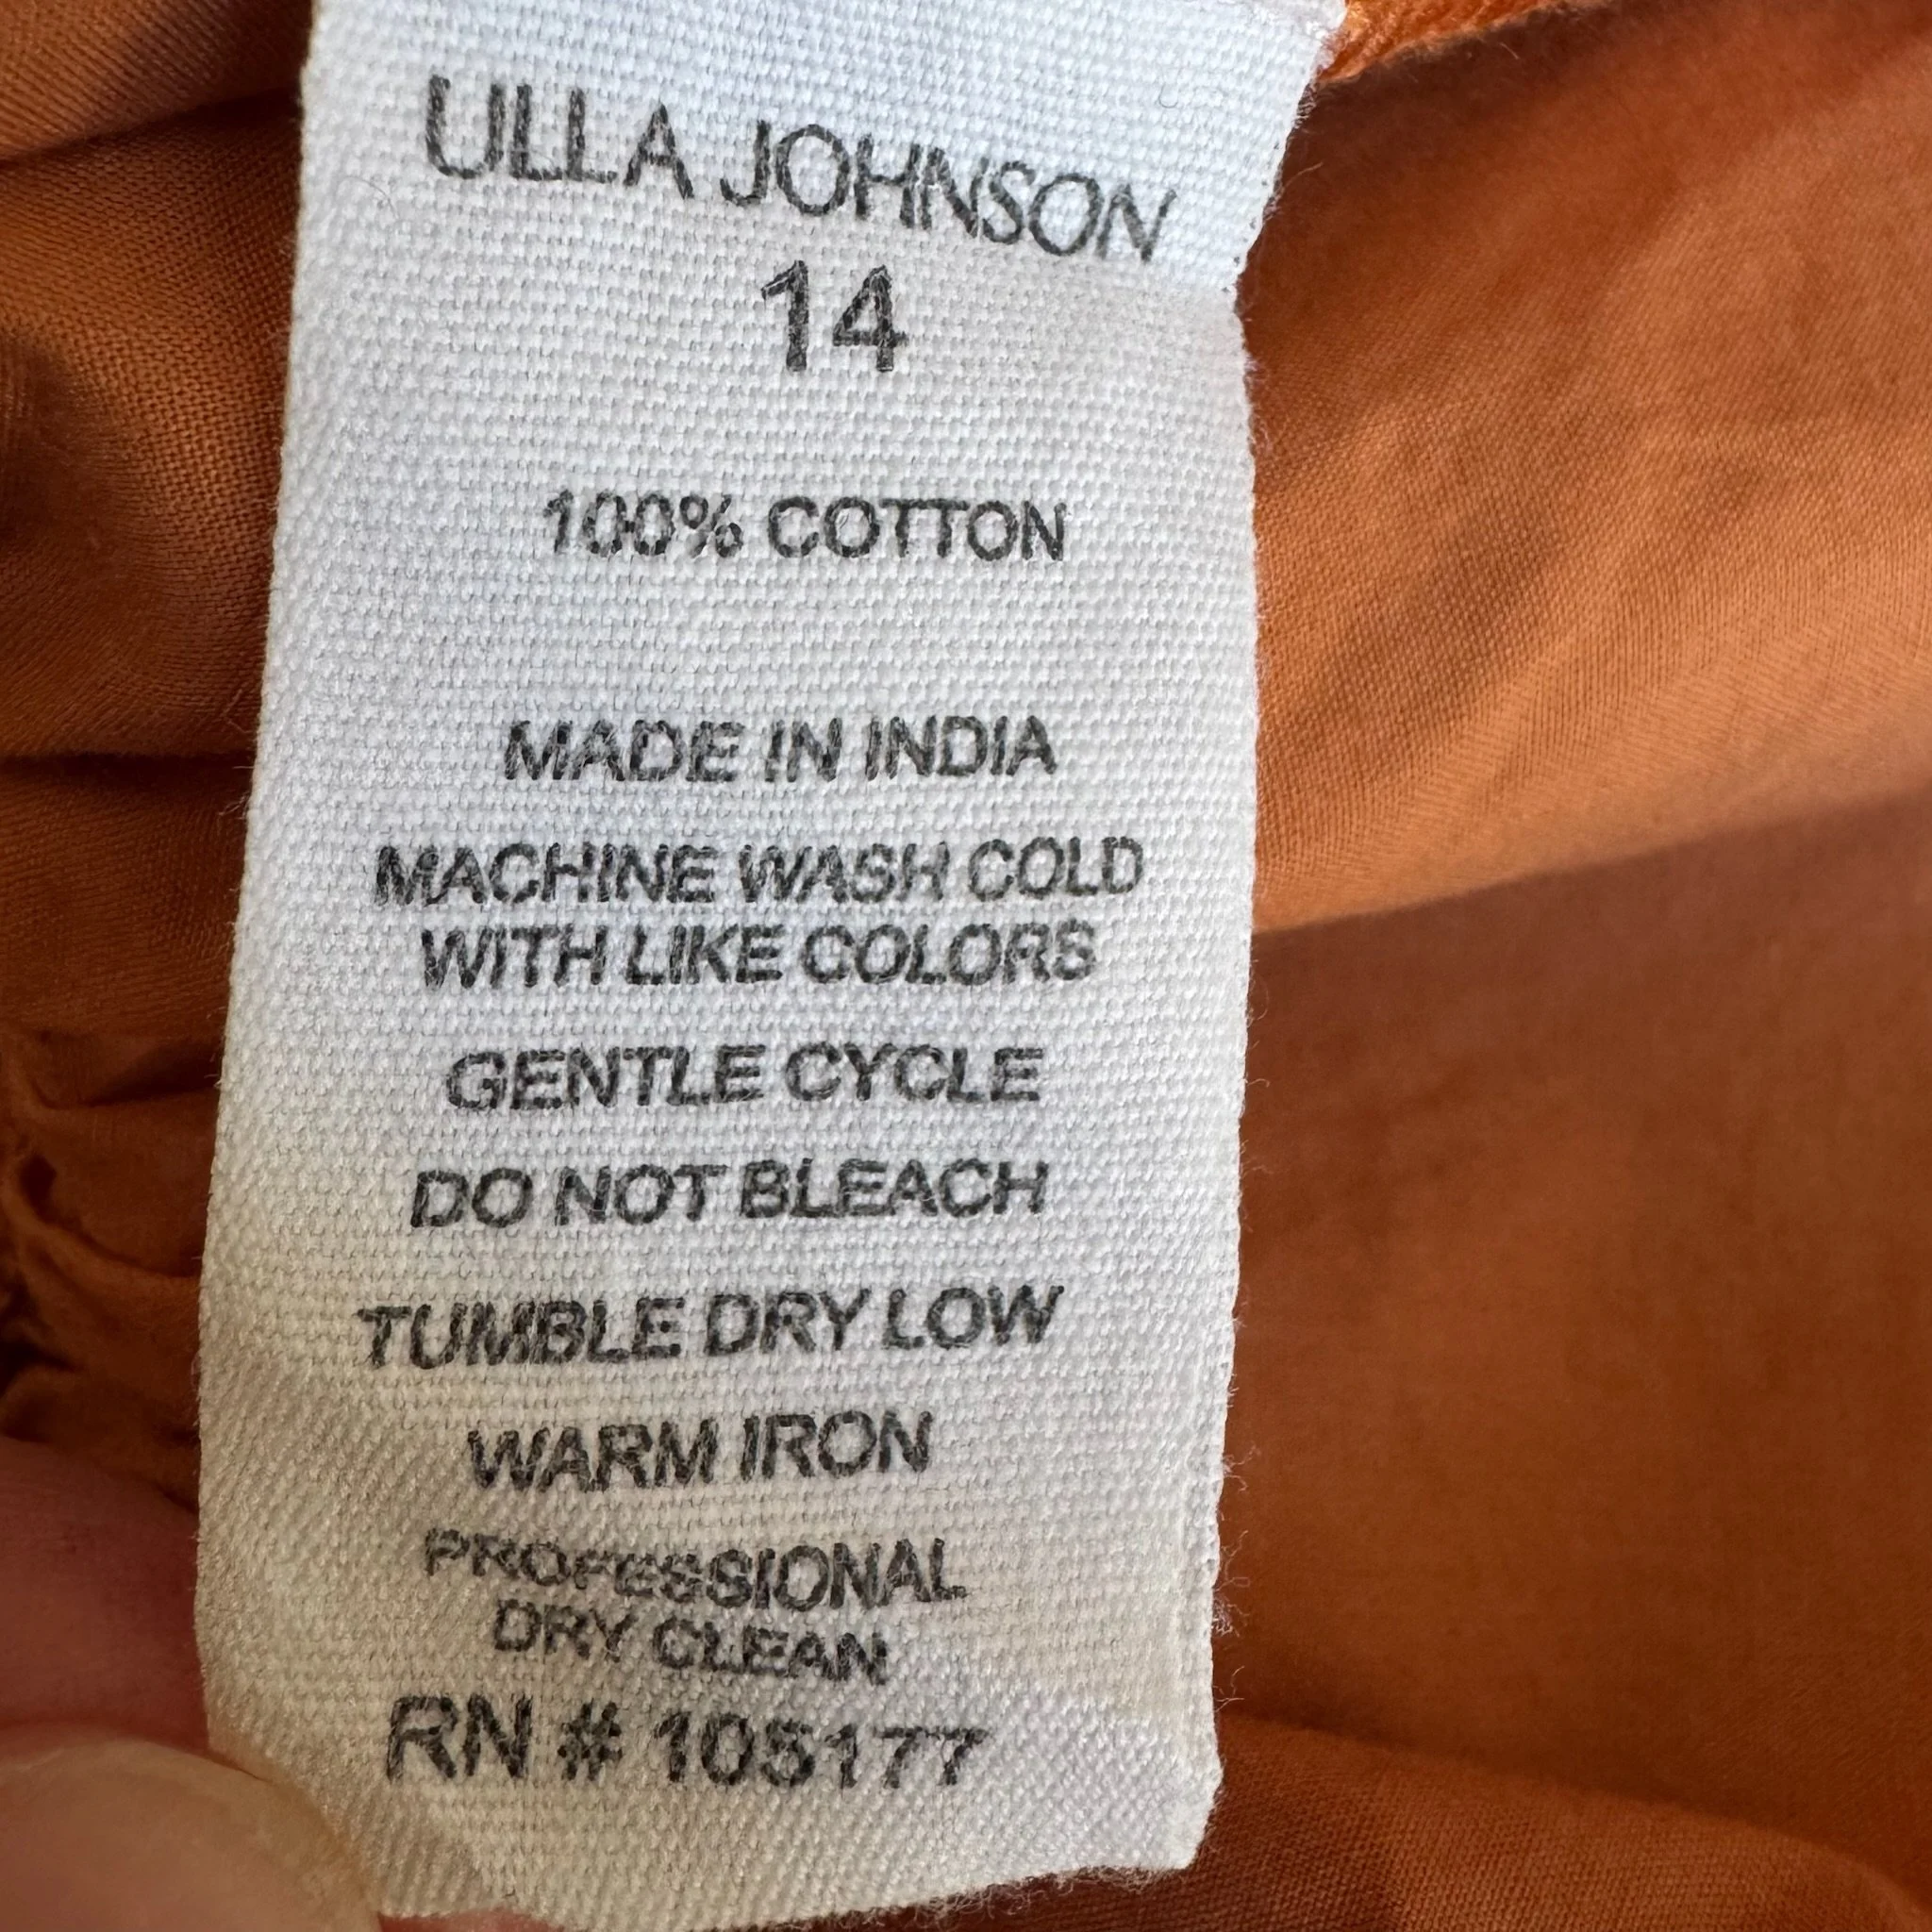 ULLA JOHNSON
14
100% COTTON
MADE IN INDIA
MACHINE WASH COLD
WITH LIKE COLORS
GENTLE CYCLE
DO NOT BLEACH
TUMBLE DRY LOW
WARM IRON
PROFESSIONAL
DRY CLEAN
RN # 105177